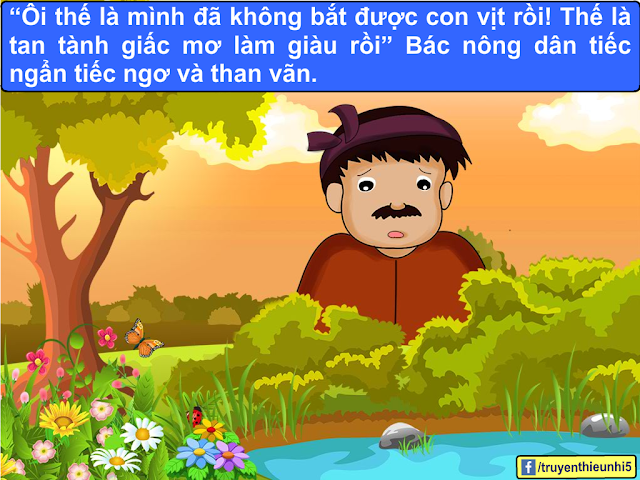 “Ôi thế là mình đã không bắt được con vịt rồi! Thế là
tan tành giấc mơ làm giàu rồi” Bác nông dân tiếc
ngẩn tiếc ngơ và than vãn.
f /truyenthieunhi5